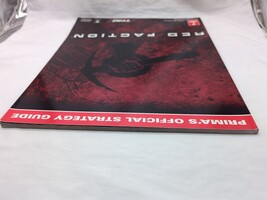 RED FACTION
PRIMA'S OFFICIAL STRATEGY GUIDE